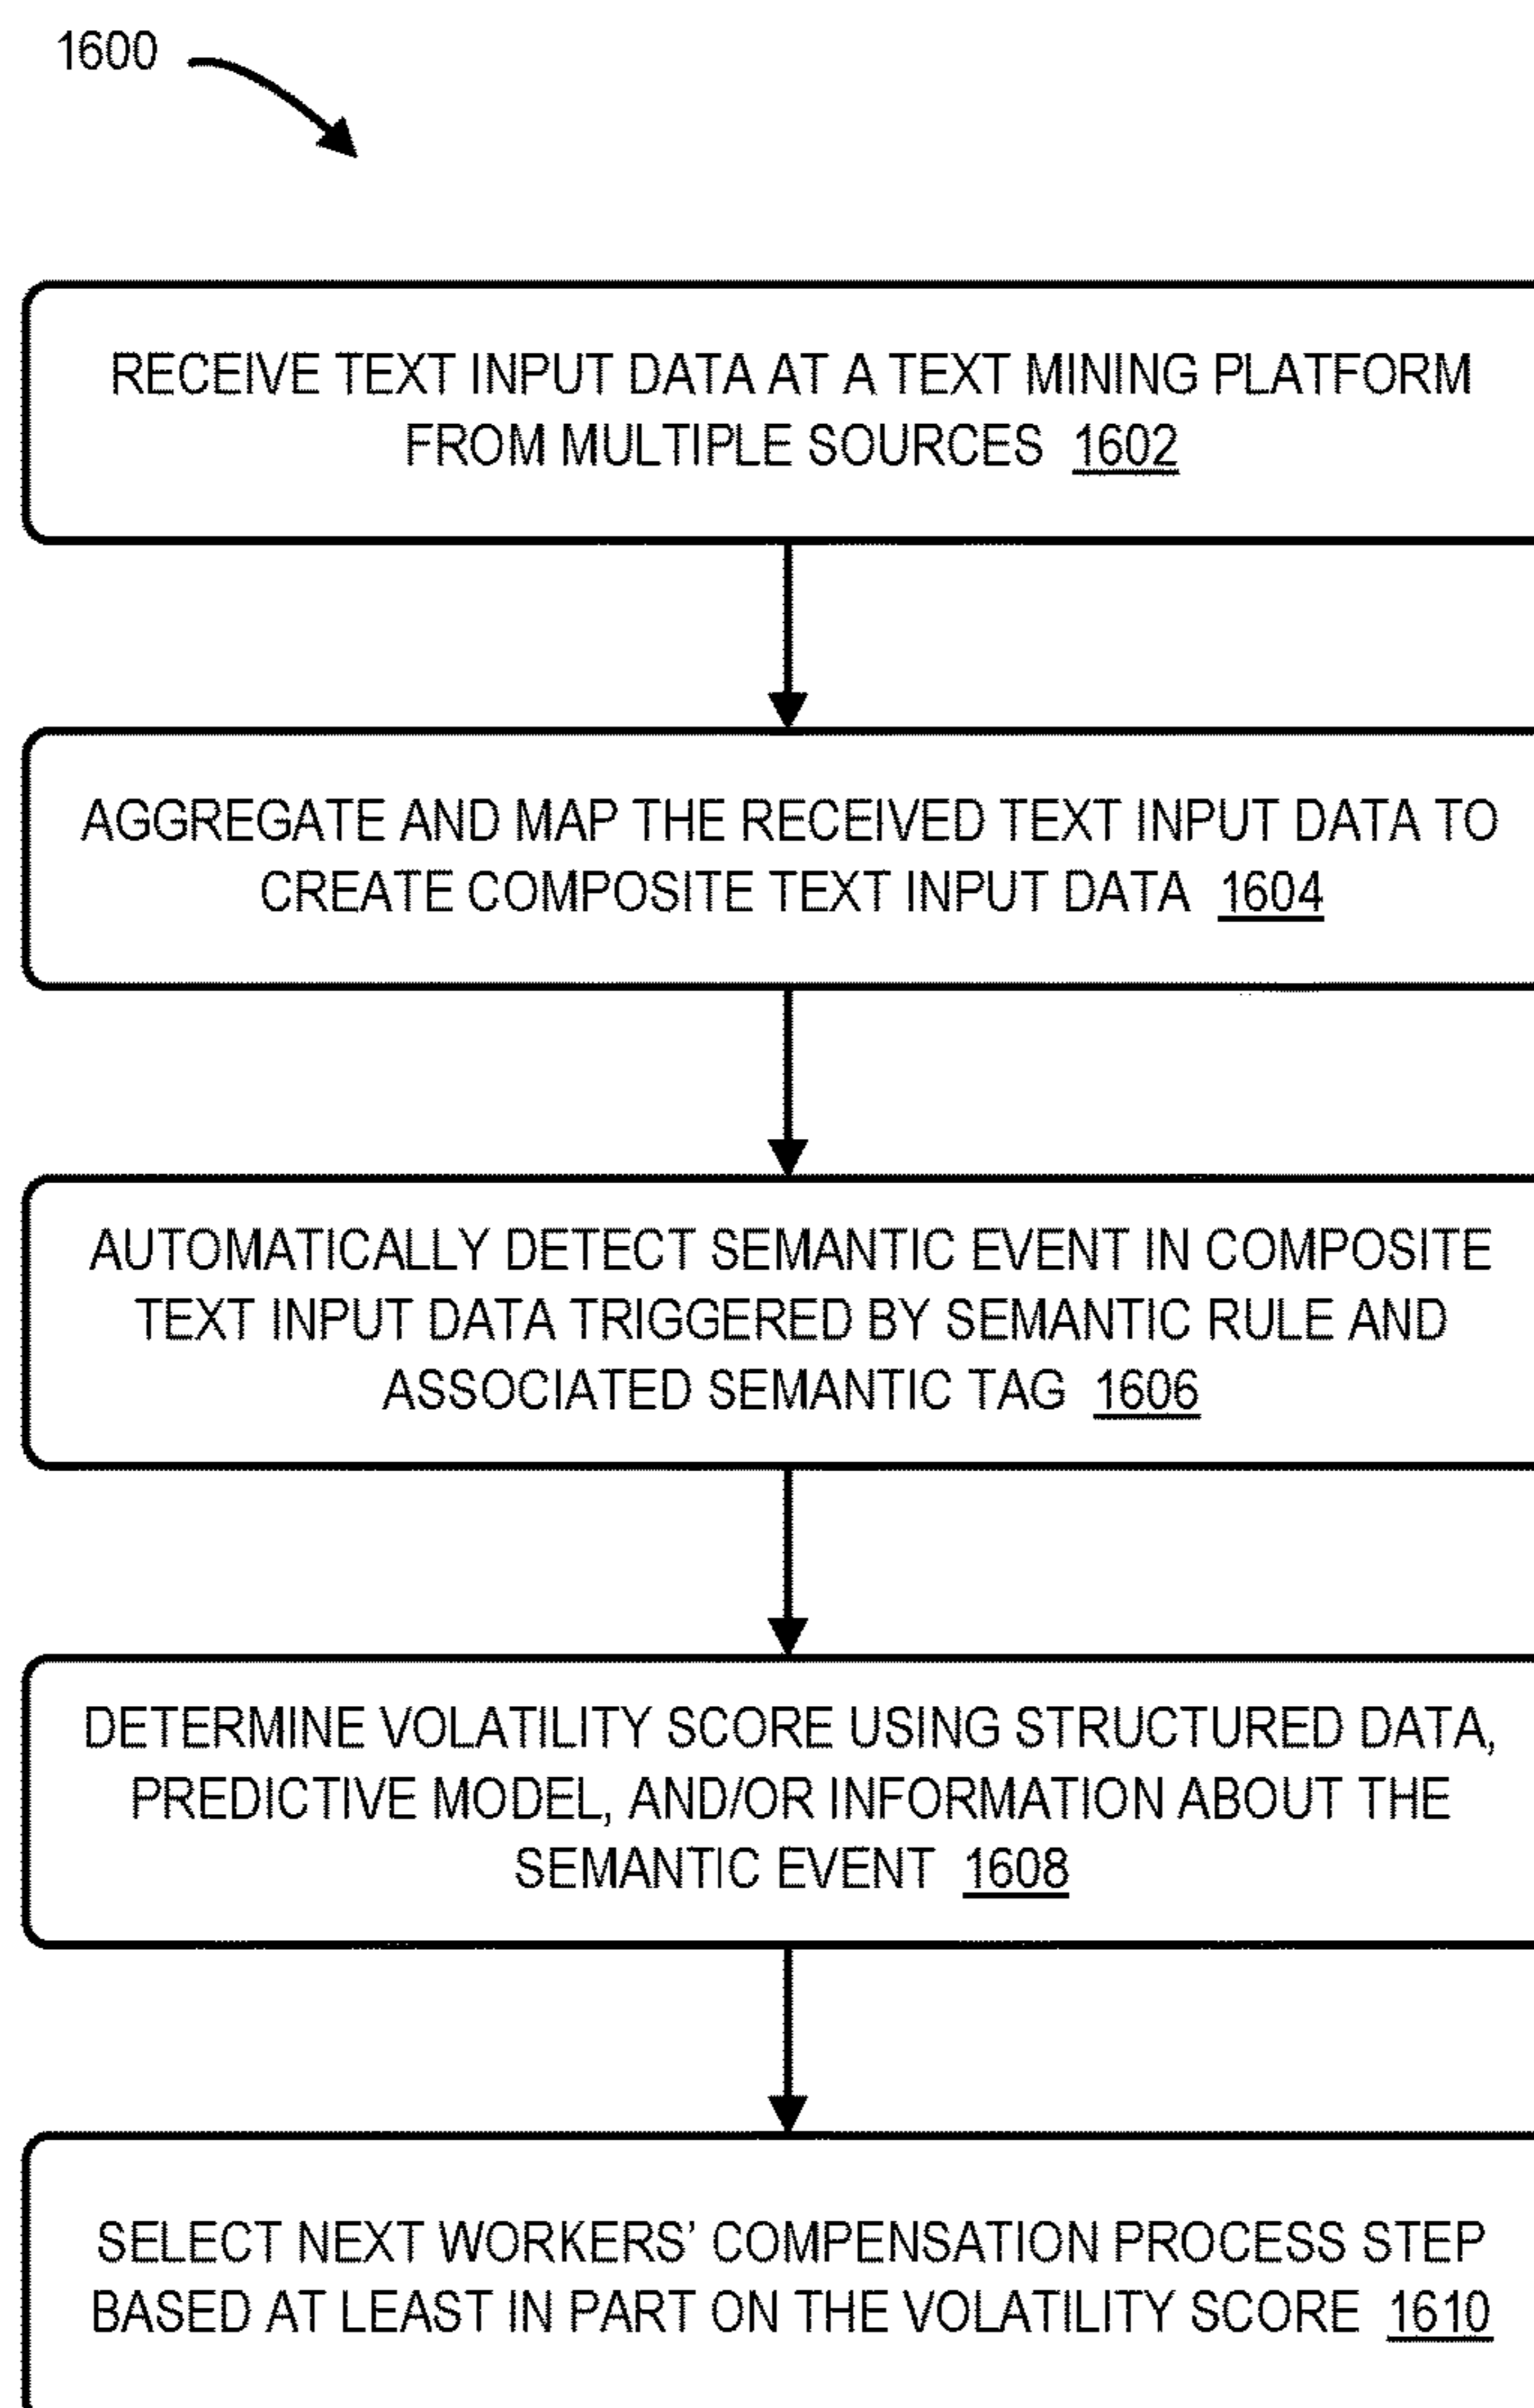 1600
RECEIVE TEXT INPUT DATA AT A TEXT MINING PLATFORM
FROM MULTIPLE SOURCES 1602
AGGREGATE AND MAP THE RECEIVED TEXT INPUT DATA TO
CREATE COMPOSITE TEXT INPUT DATA 1604
AUTOMATICALLY DETECT SEMANTIC EVENT IN COMPOSITE
TEXT INPUT DATA TRIGGERED BY SEMANTIC RULE AND
ASSOCIATED SEMANTIC TAG 1606
DETERMINE VOLATILITY SCORE USING STRUCTURED DATA,
PREDICTIVE MODEL, AND/OR INFORMATION ABOUT THE
SEMANTIC EVENT 1608
SELECT NEXT WORKERS’ COMPENSATION PROCESS STEP
BASED AT LEAST IN PART ON THE VOLATILITY SCORE 1610